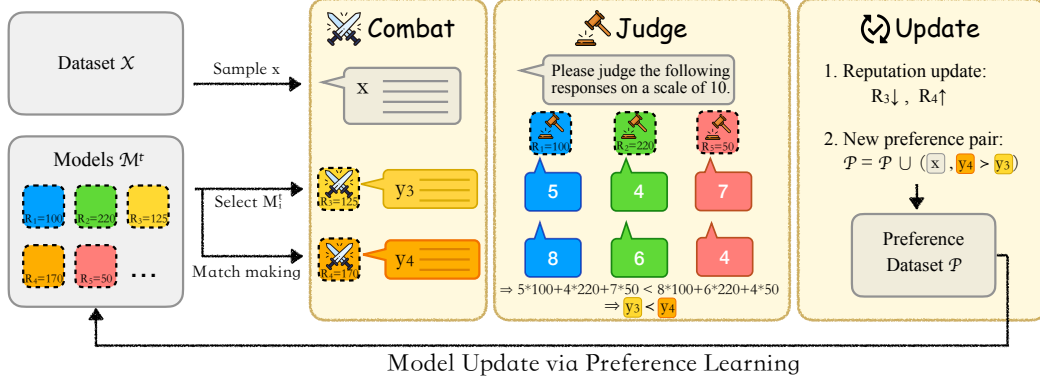 Dataset 𝒳
Sample x
Models ℳᵗ
R₁=100
R₂=220
R₃=125
R₄=170
R₅=50
...
Select Mᵢᵗ
Match making
Combat
x
R₃=125
y₃
R₄=170
y₄
Judge
Please judge the following
responses on a scale of 10.
R₁=100
R₂=220
R₅=50
5
4
7
8
6
4
⇒ 5*100+4*220+7*50 < 8*100+6*220+4*50
⇒ y₃ < y₄
Update
1. Reputation update:
R₃↓ , R₄↑
2. New preference pair:
𝒫 = 𝒫 ∪ (x , y₄ > y₃)
Preference
Dataset 𝒫
Model Update via Preference Learning